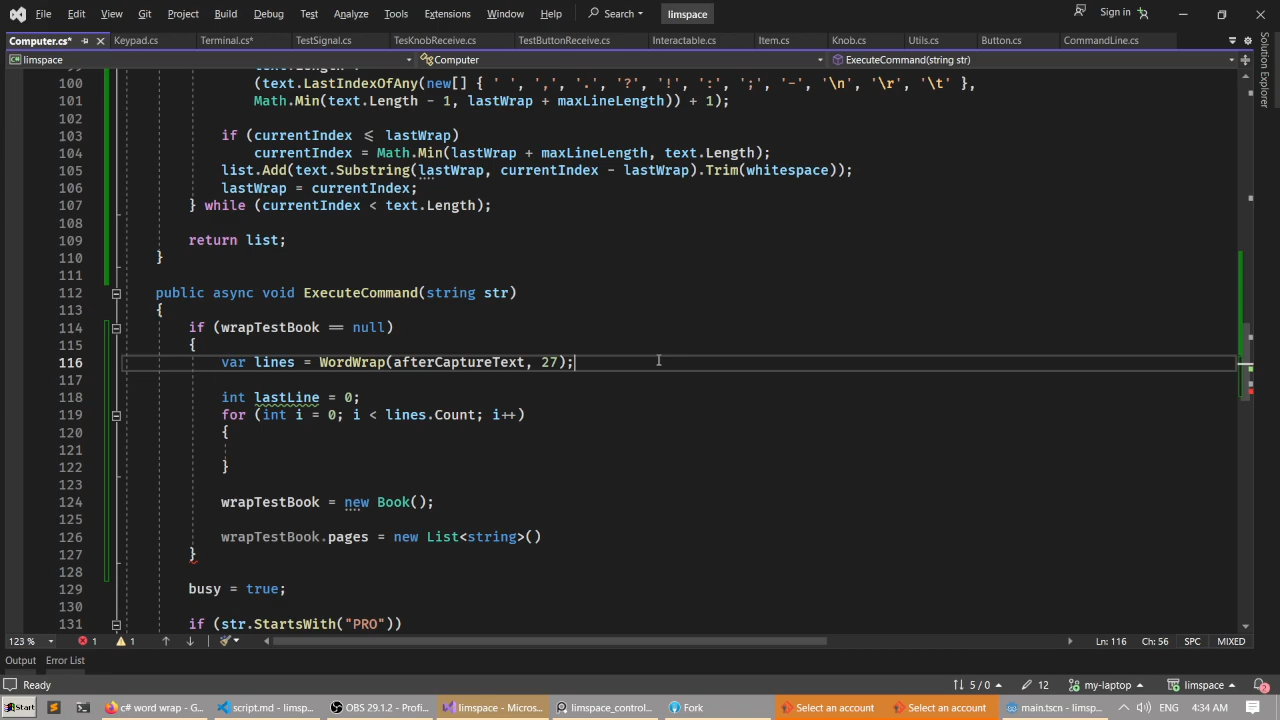 File Edit View Git Project Build Debug Test Analyze Tools Extensions Window Help Search limspace Sign in
Computer.cs* Keypad.cs Terminal.cs* TestSignal.cs TesKnobReceive.cs TestButtonReceive.cs Interactable.cs Item.cs Knob.cs Utils.cs Button.cs CommandLine.cs
limspace Computer ExecuteCommand(string str)
100 (text.LastIndexOfAny(new[] { ' ', ',', '.', '?', '!', ':', ';', '-', '\n', '\r', '\t' },
101 Math.Min(text.Length - 1, lastWrap + maxLineLength)) + 1);
102
103 if (currentIndex <= lastWrap)
104 currentIndex = Math.Min(lastWrap + maxLineLength, text.Length);
105 list.Add(text.Substring(lastWrap, currentIndex - lastWrap).Trim(whitespace));
106 lastWrap = currentIndex;
107 } while (currentIndex < text.Length);
108
109 return list;
110 }
111
112 public async void ExecuteCommand(string str)
113 {
114 if (wrapTestBook == null)
115 {
116 var lines = WordWrap(afterCaptureText, 27);
117
118 int lastLine = 0;
119 for (int i = 0; i < lines.Count; i++)
120 {
121
122 }
123
124 wrapTestBook = new Book();
125
126 wrapTestBook.pages = new List<string>()
127 }
128
129 busy = true;
130
131 if (str.StartsWith("PRO"))
123 % 1 1 Ln: 116 Ch: 56 SPC MIXED
Output Error List
Ready 5 / 0 12 my-laptop limspace 2
Start c# word wrap - G... script.md - limsp... limspace - Micros... OBS 29.1.2 - Profi... limspace_control... Fork Select an account Select an account main.tscn - limsp... ENG 4:34 AM
Solution Explorer